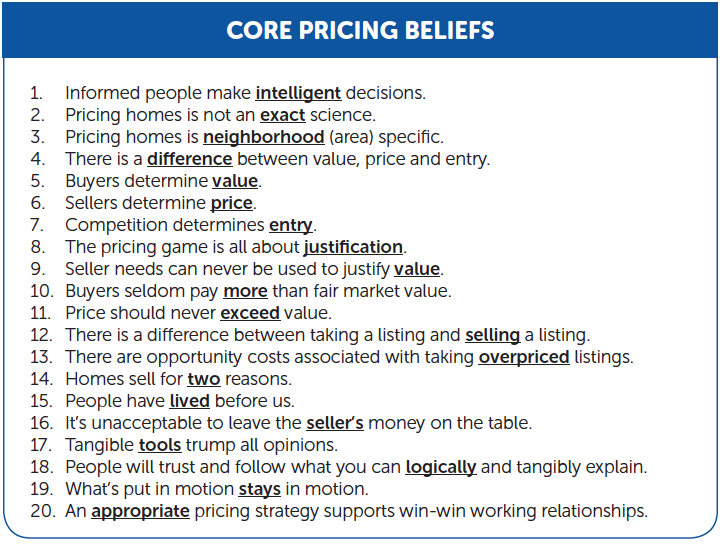 CORE PRICING BELIEFS
1. Informed people make intelligent decisions.
2. Pricing homes is not an exact science.
3. Pricing homes is neighborhood (area) specific.
4. There is a difference between value, price and entry.
5. Buyers determine value.
6. Sellers determine price.
7. Competition determines entry.
8. The pricing game is all about justification.
9. Seller needs can never be used to justify value.
10. Buyers seldom pay more than fair market value.
11. Price should never exceed value.
12. There is a difference between taking a listing and selling a listing.
13. There are opportunity costs associated with taking overpriced listings.
14. Homes sell for two reasons.
15. People have lived before us.
16. It’s unacceptable to leave the seller’s money on the table.
17. Tangible tools trump all opinions.
18. People will trust and follow what you can logically and tangibly explain.
19. What’s put in motion stays in motion.
20. An appropriate pricing strategy supports win-win working relationships.